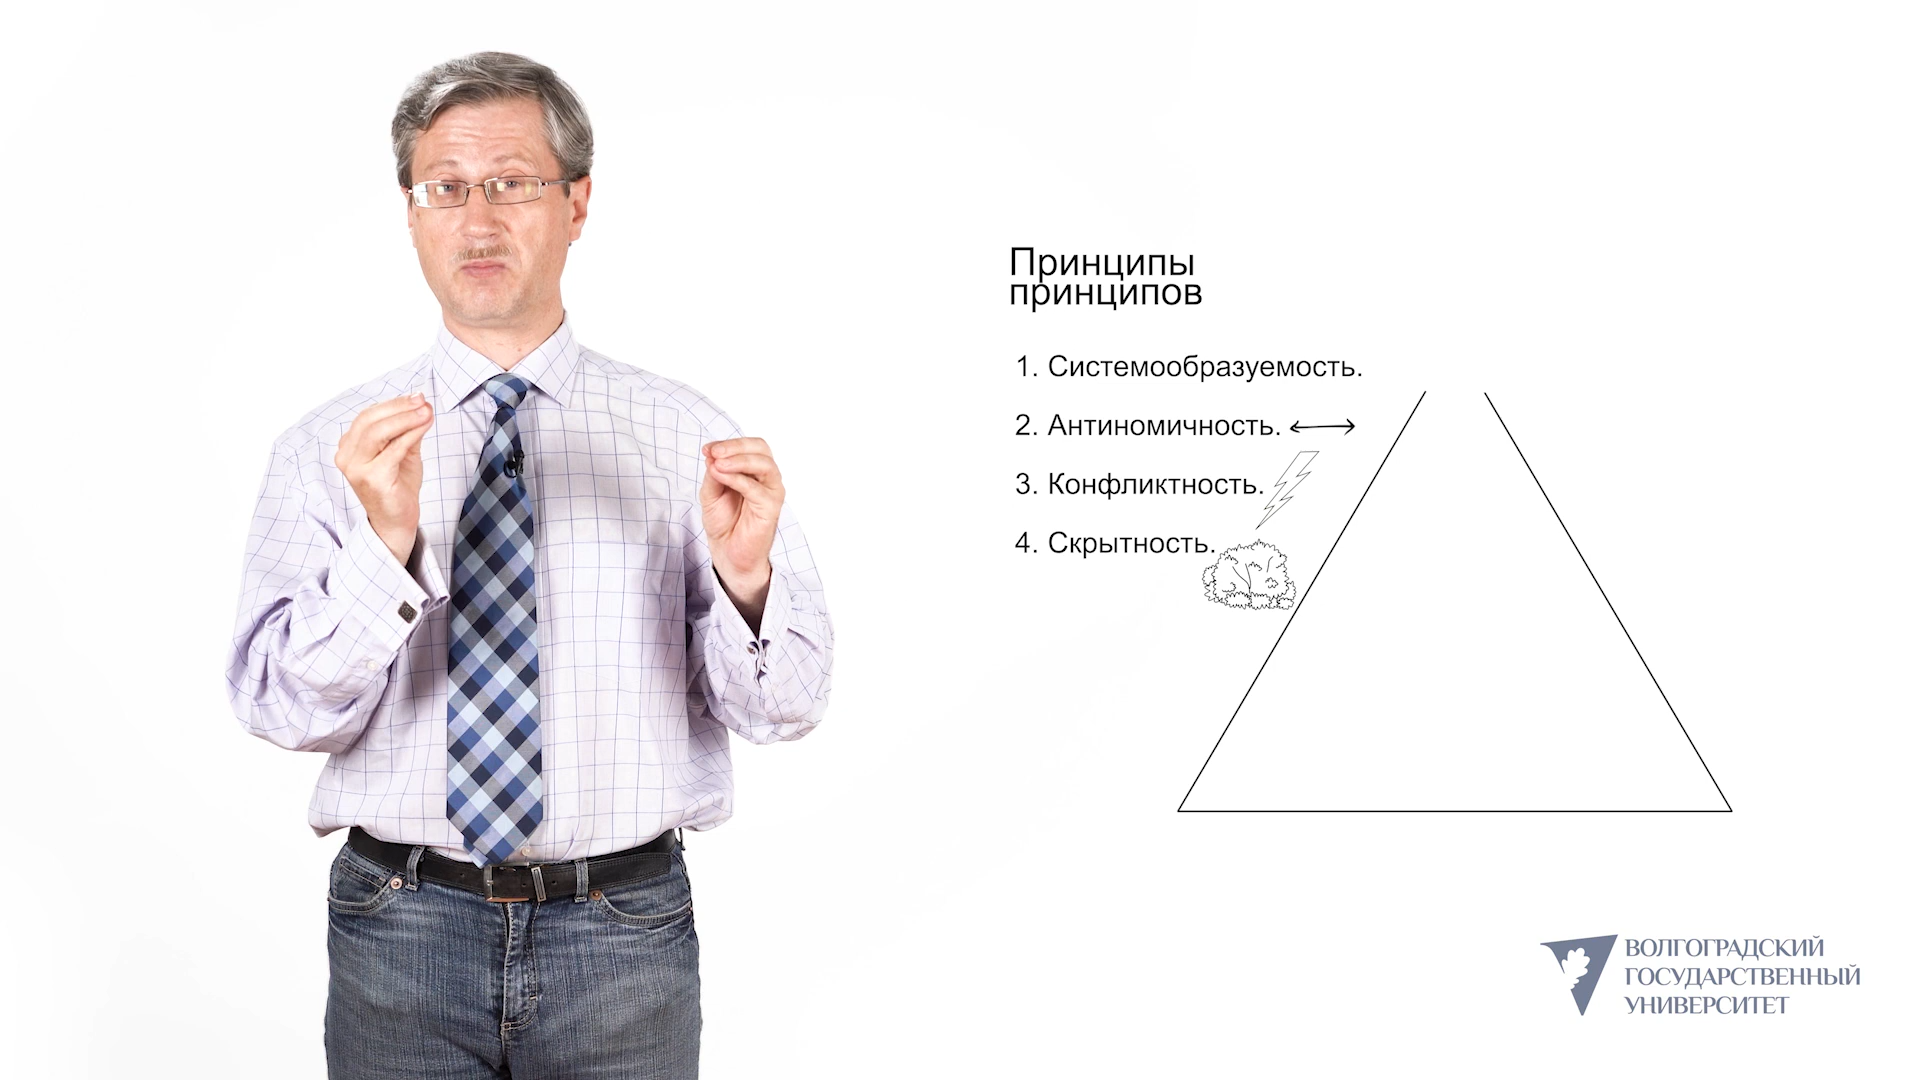 Принципы
принципов
1. Системообразуемость.
2. Антиномичность.
3. Конфликтность.
4. Скрытность.
ВОЛГОГРАДСКИЙ
ГОСУДАРСТВЕННЫЙ
УНИВЕРСИТЕТ